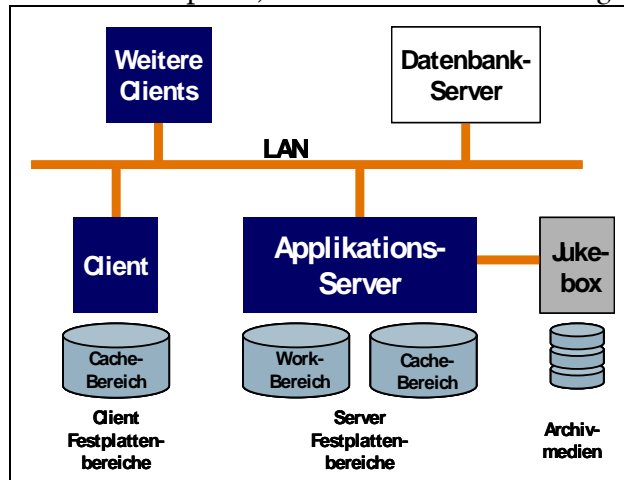 Weitere
Clients
Datenbank-
Server
LAN
Client
Applikations-
Server
Juke-
box
Cache-
Bereich
Work-
Bereich
Cache-
Bereich
Client
Festplatten-
bereiche
Server
Festplatten-
bereiche
Archiv-
medien